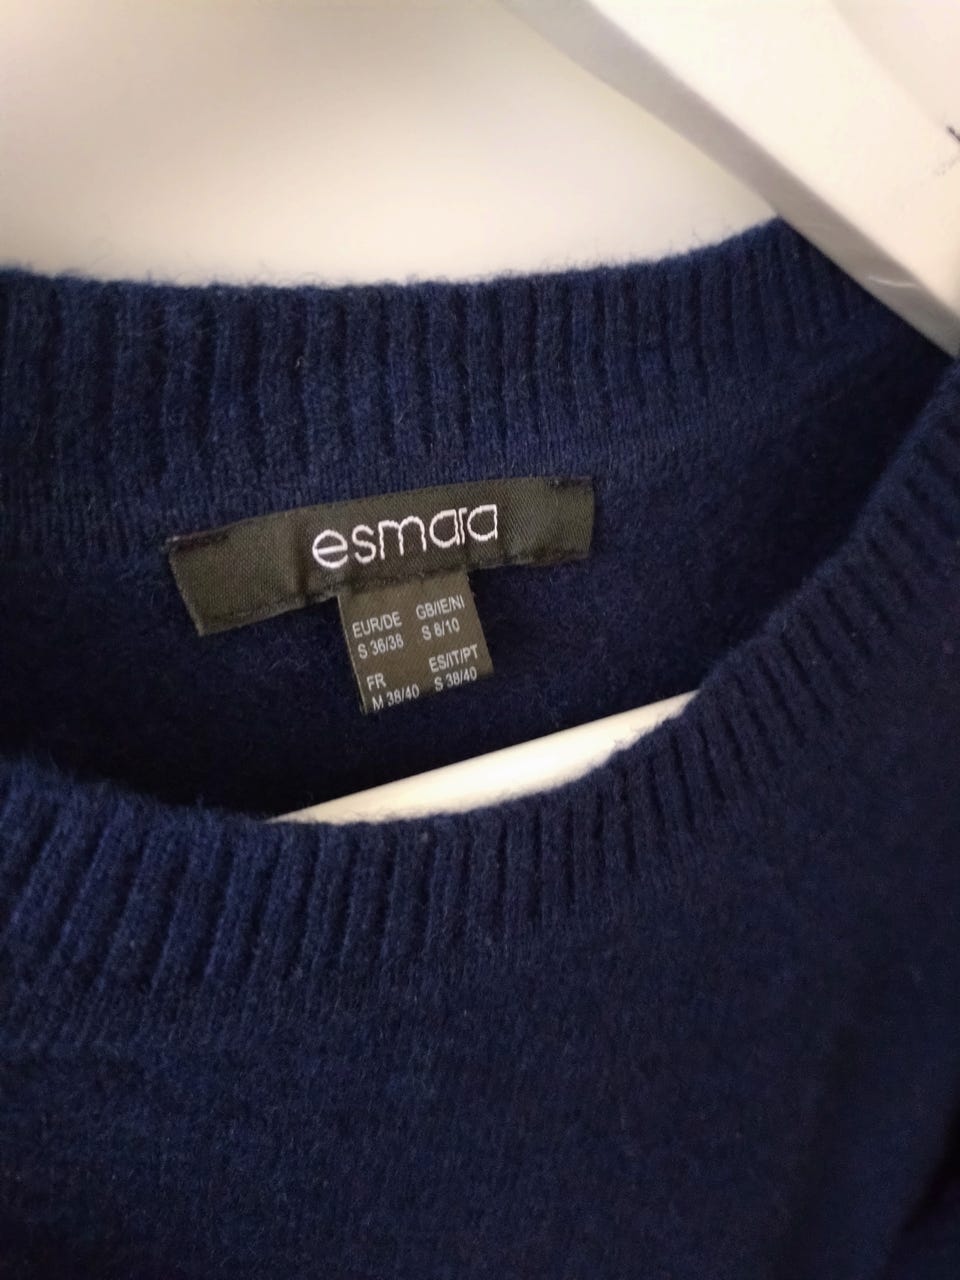 esmara
EUR/DE GB/IE/NI
S 36/38 S 8/10
FR ES/IT/PT
M 38/40 S 38/40